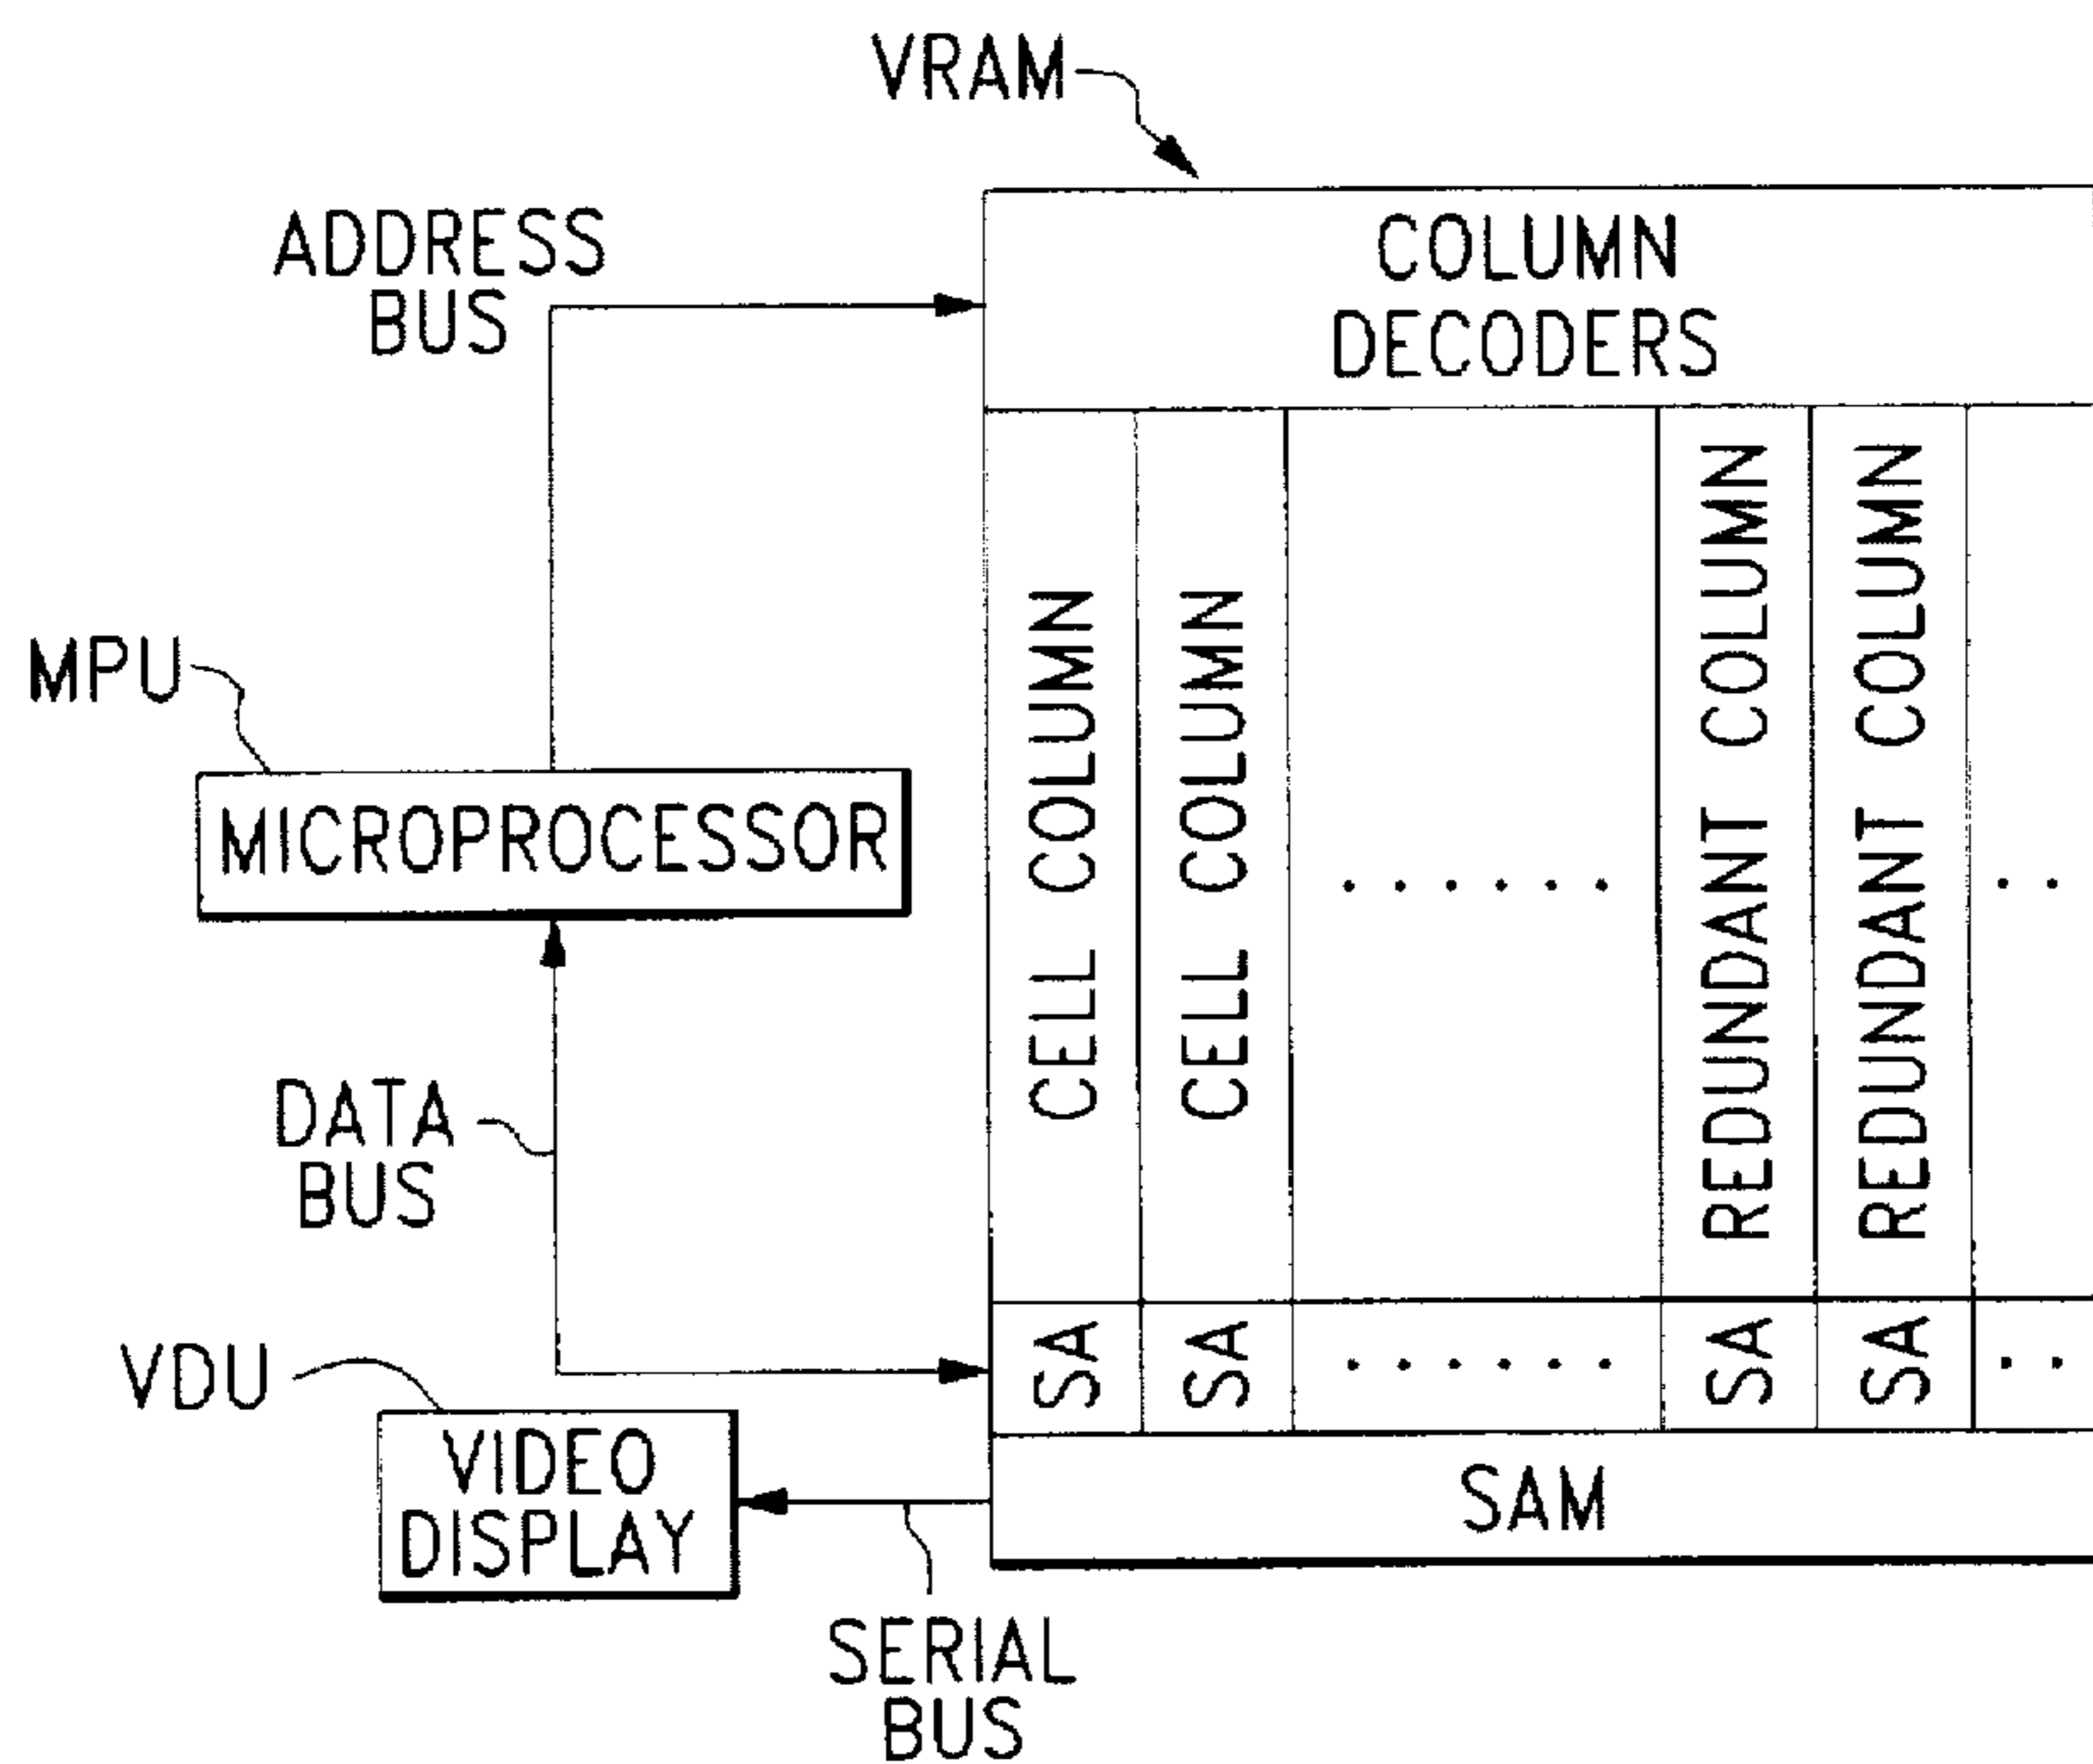 VRAM
ADDRESS
BUS
COLUMN
DECODERS
MPU
MICROPROCESSOR
CELL COLUMN
CELL COLUMN
. . . . . .
REDUNDANT COLUMN
REDUNDANT COLUMN
. .
DATA
BUS
SA
SA
. . . . . .
SA
SA
. .
VDU
VIDEO
DISPLAY
SAM
SERIAL
BUS